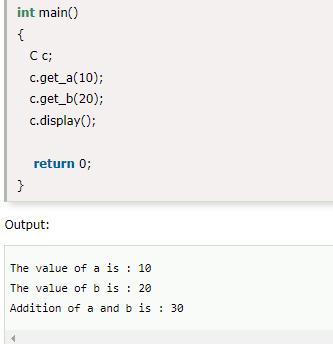 int main()
{
C c;
c.get_a(10);
c.get_b(20);
c.display();
return 0;
}
Output:
The value of a is : 10
The value of b is : 20
Addition of a and b is : 30